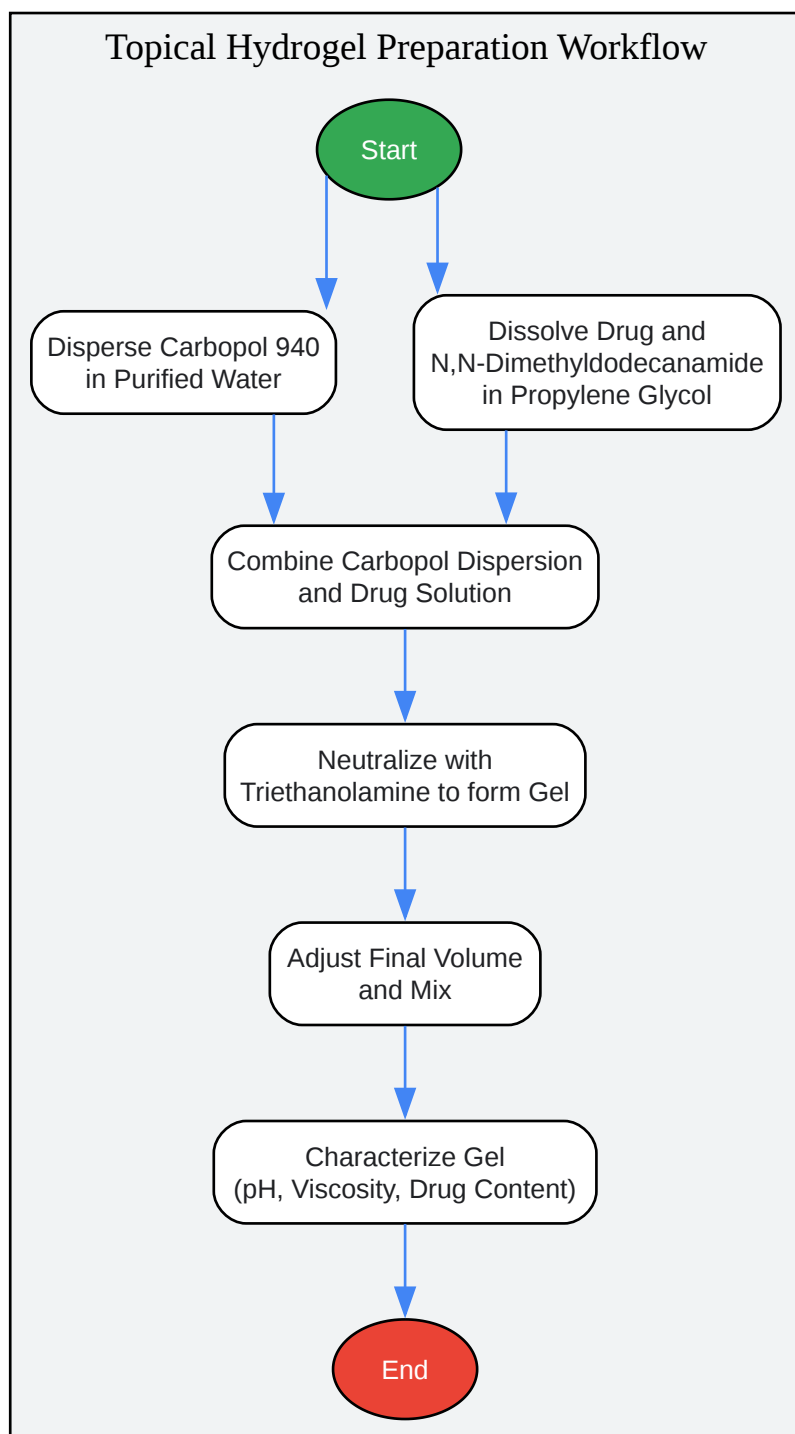 Topical Hydrogel Preparation Workflow
Start
Disperse Carbopol 940
in Purified Water
Dissolve Drug and
N,N-Dimethyldodecanamide
in Propylene Glycol
Combine Carbopol Dispersion
and Drug Solution
Neutralize with
Triethanolamine to form Gel
Adjust Final Volume
and Mix
Characterize Gel
(pH, Viscosity, Drug Content)
End